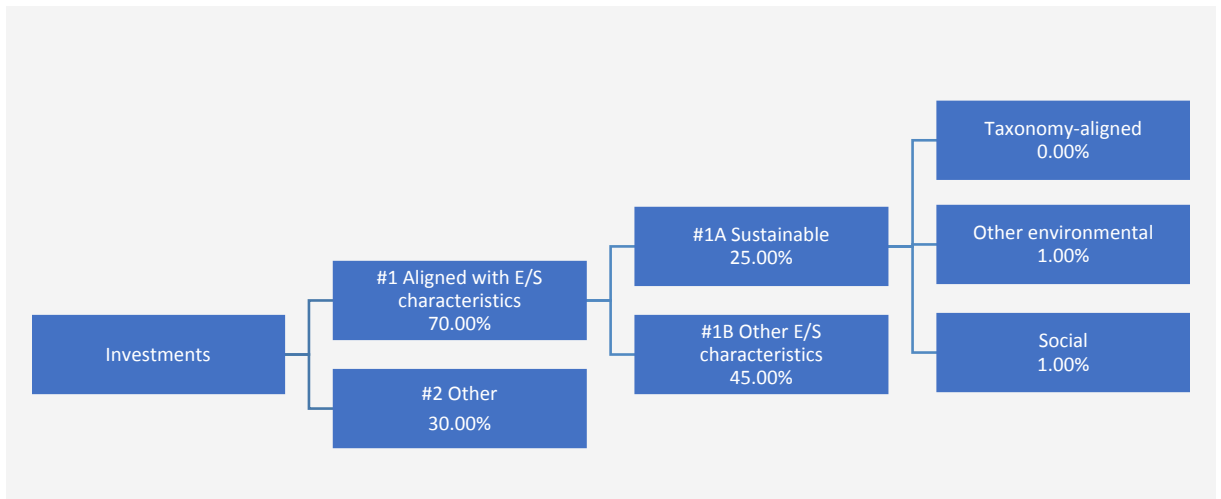 Investments
#1 Aligned with E/S
characteristics
70.00%
#2 Other
30.00%
#1A Sustainable
25.00%
#1B Other E/S
characteristics
45.00%
Taxonomy-aligned
0.00%
Other environmental
1.00%
Social
1.00%